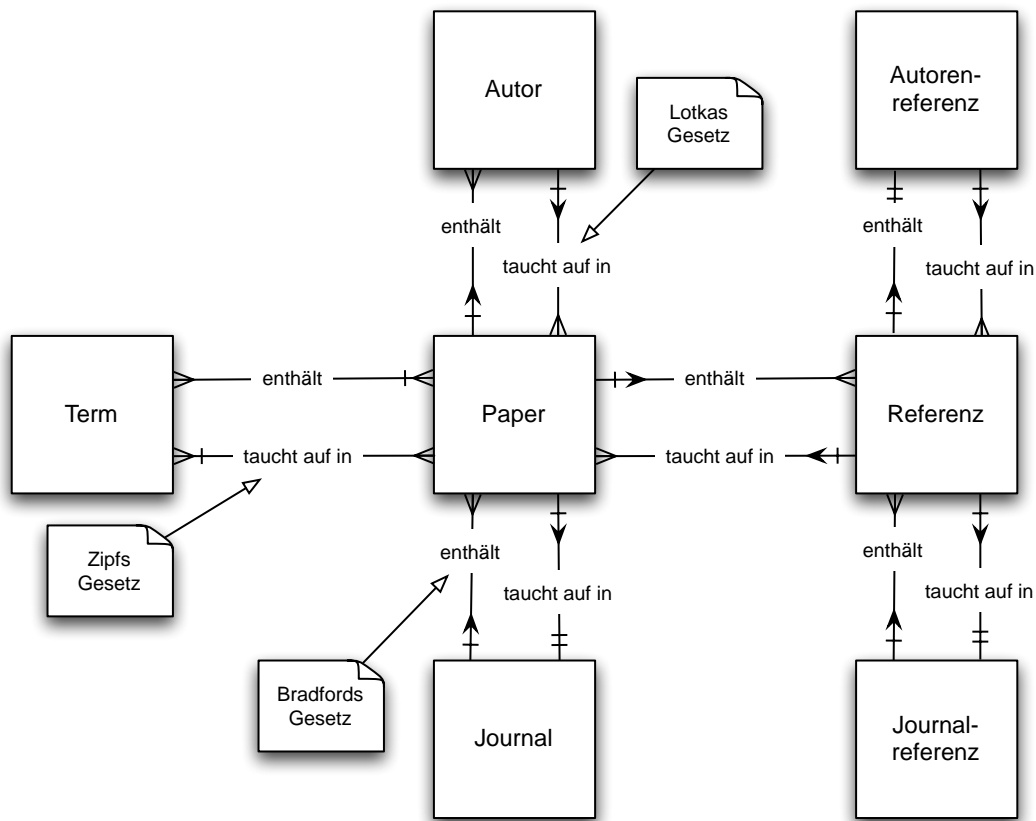 Autor
Autoren-
referenz
Lotkas
Gesetz
enthält
taucht auf in
enthält
taucht auf in
Term
enthält
taucht auf in
Paper
enthält
taucht auf in
Referenz
Zipfs
Gesetz
enthält
taucht auf in
enthält
taucht auf in
Bradfords
Gesetz
Journal
Journal-
referenz